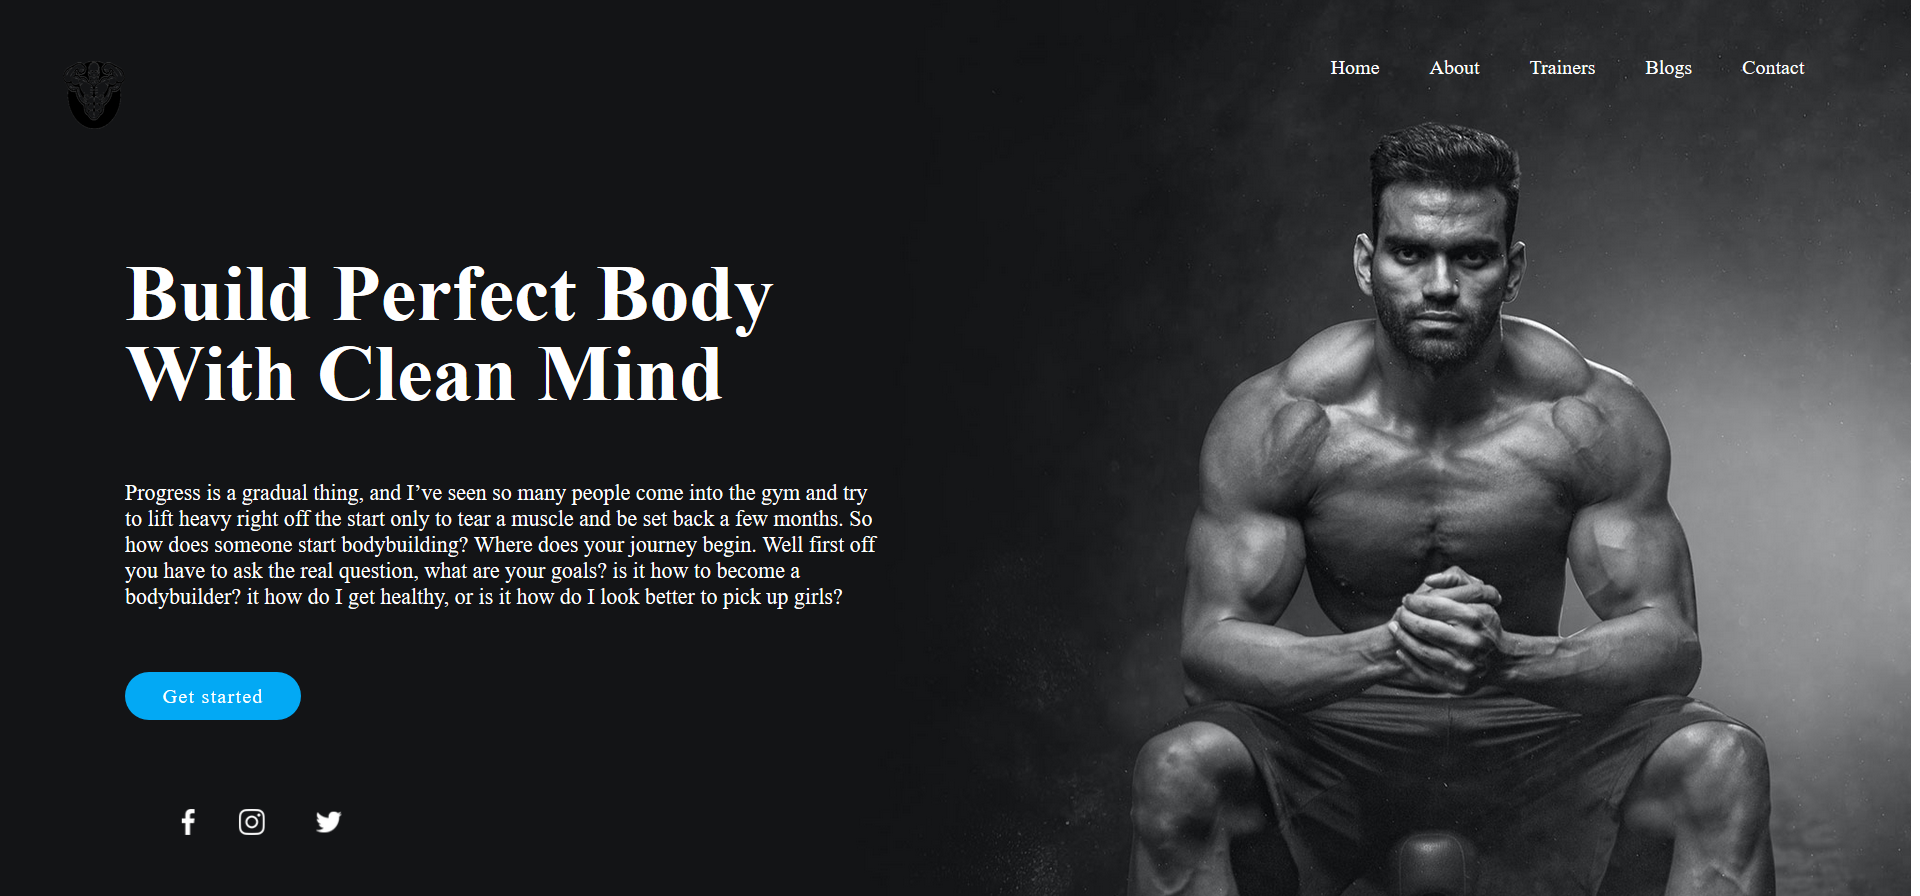 Home About Trainers Blogs Contact
Build Perfect Body
With Clean Mind
Progress is a gradual thing, and I’ve seen so many people come into the gym and try
to lift heavy right off the start only to tear a muscle and be set back a few months. So
how does someone start bodybuilding? Where does your journey begin. Well first off
you have to ask the real question, what are your goals? is it how to become a
bodybuilder? it how do I get healthy, or is it how do I look better to pick up girls?
Get started